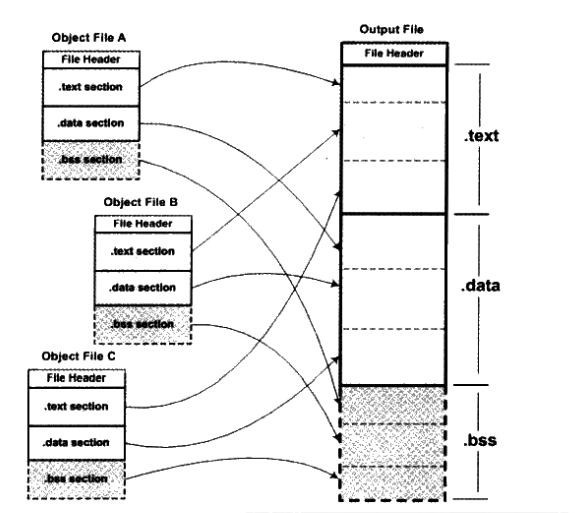 Object File A
File Header
.text section
.data section
.bss section
Object File B
File Header
.text section
.data section
.bss section
Object File C
File Header
.text section
.data section
.bss section
Output File
File Header
.text
.data
.bss